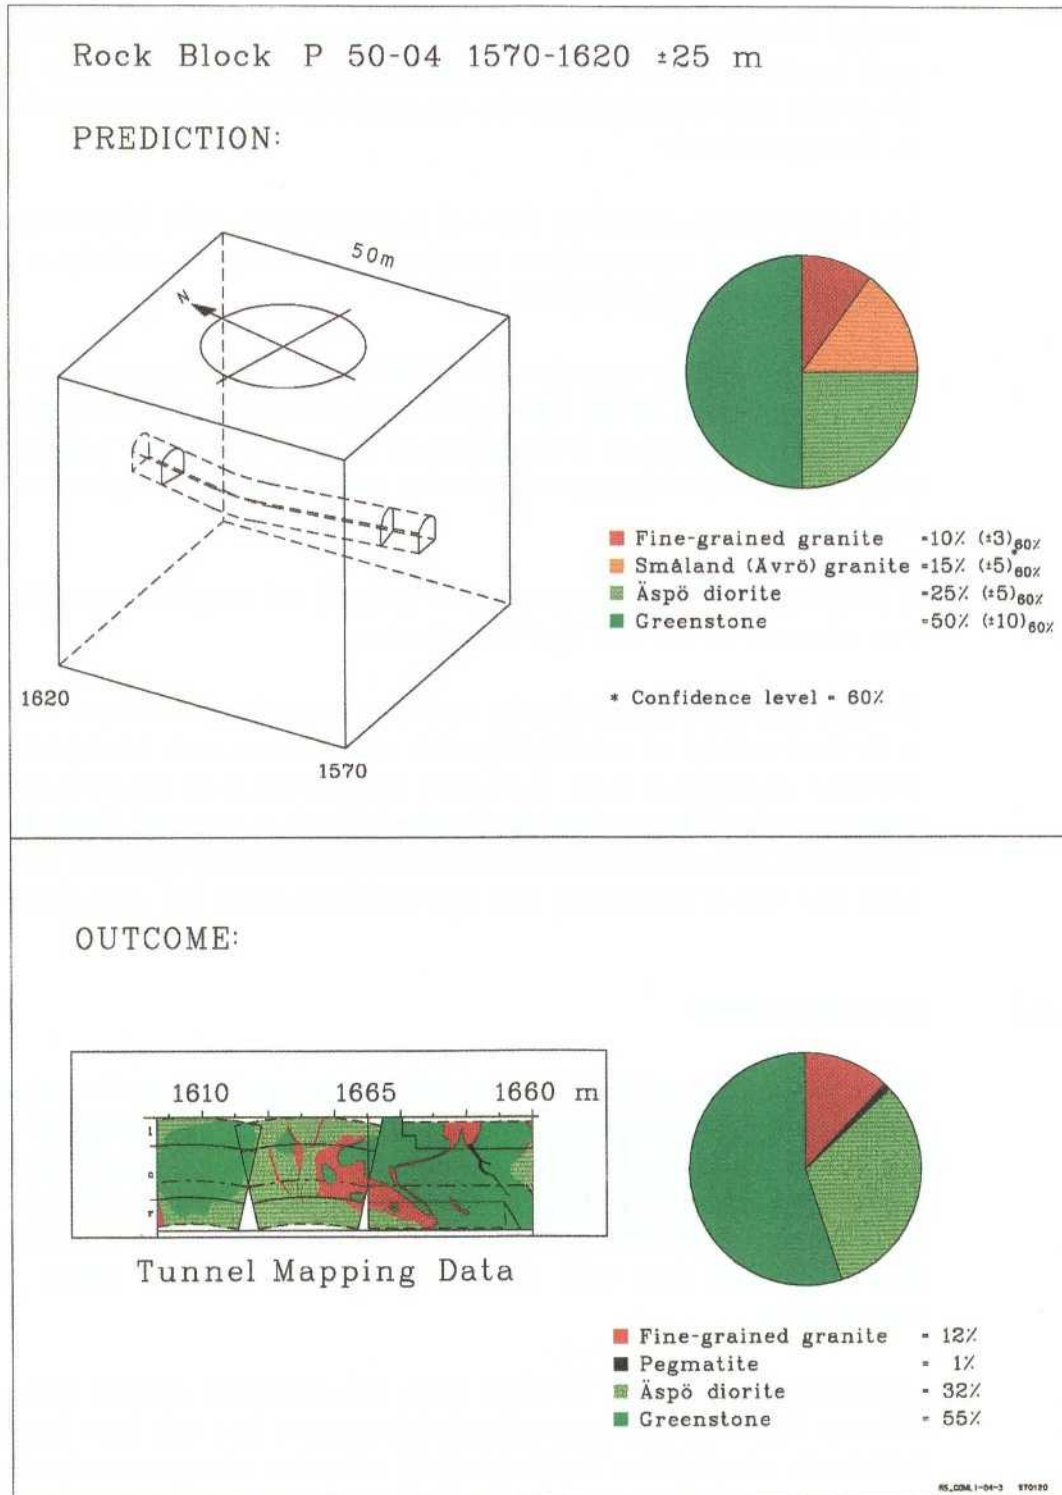 Rock Block P 50-04 1570-1620 ±25 m
PREDICTION:
50m
N
1620
1570
Fine-grained granite =10% (±3)60%*
Småland (Ävrö) granite =15% (±5)60%
Äspö diorite =25% (±5)60%
Greenstone =50% (±10)60%
* Confidence level = 60%
OUTCOME:
1610 1665 1660 m
Tunnel Mapping Data
Fine-grained granite = 12%
Pegmatite = 1%
Äspö diorite = 32%
Greenstone = 55%